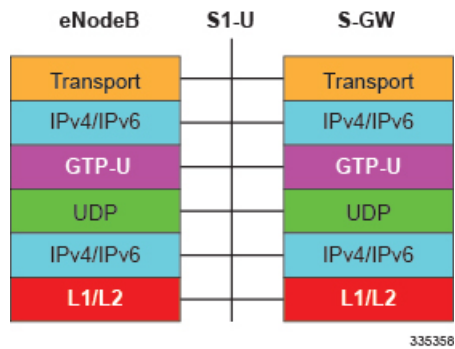 eNodeB S1-U S-GW
Transport Transport
IPv4/IPv6 IPv4/IPv6
GTP-U GTP-U
UDP UDP
IPv4/IPv6 IPv4/IPv6
L1/L2 L1/L2
335358